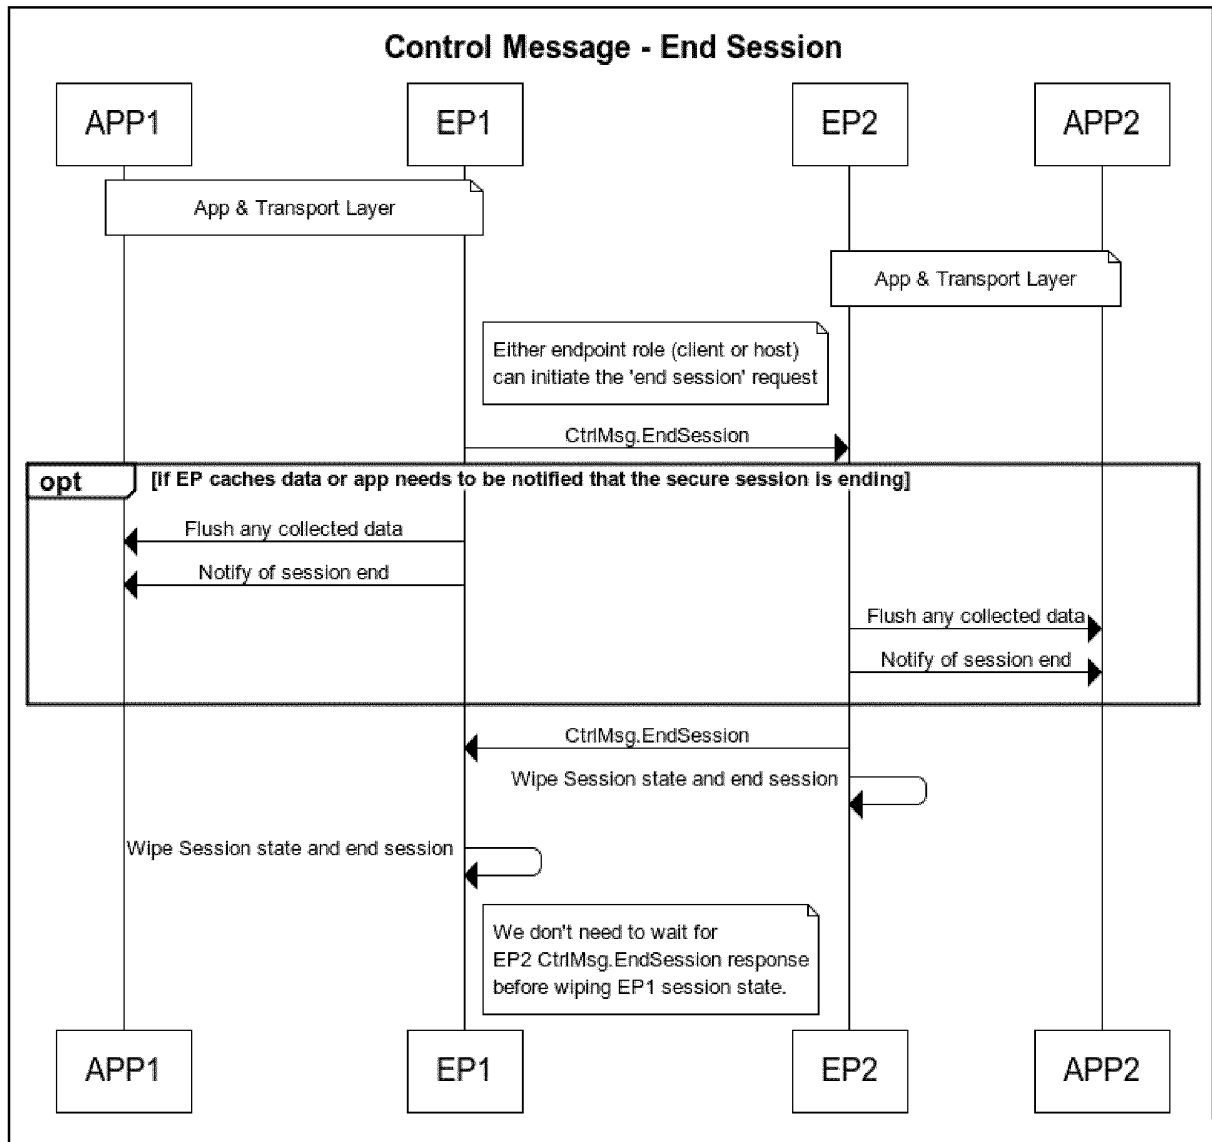 Control Message - End Session
APP1
EP1
EP2
APP2
App & Transport Layer
App & Transport Layer
Either endpoint role (client or host)
can initiate the 'end session' request
CtrlMsg.EndSession
opt
[If EP caches data or app needs to be notified that the secure session is ending]
Flush any collected data
Notify of session end
Flush any collected data
Notify of session end
CtrlMsg.EndSession
Wipe Session state and end session
Wipe Session state and end session
We don't need to wait for
EP2 CtrlMsg.EndSession response
before wiping EP1 session state.
APP1
EP1
EP2
APP2